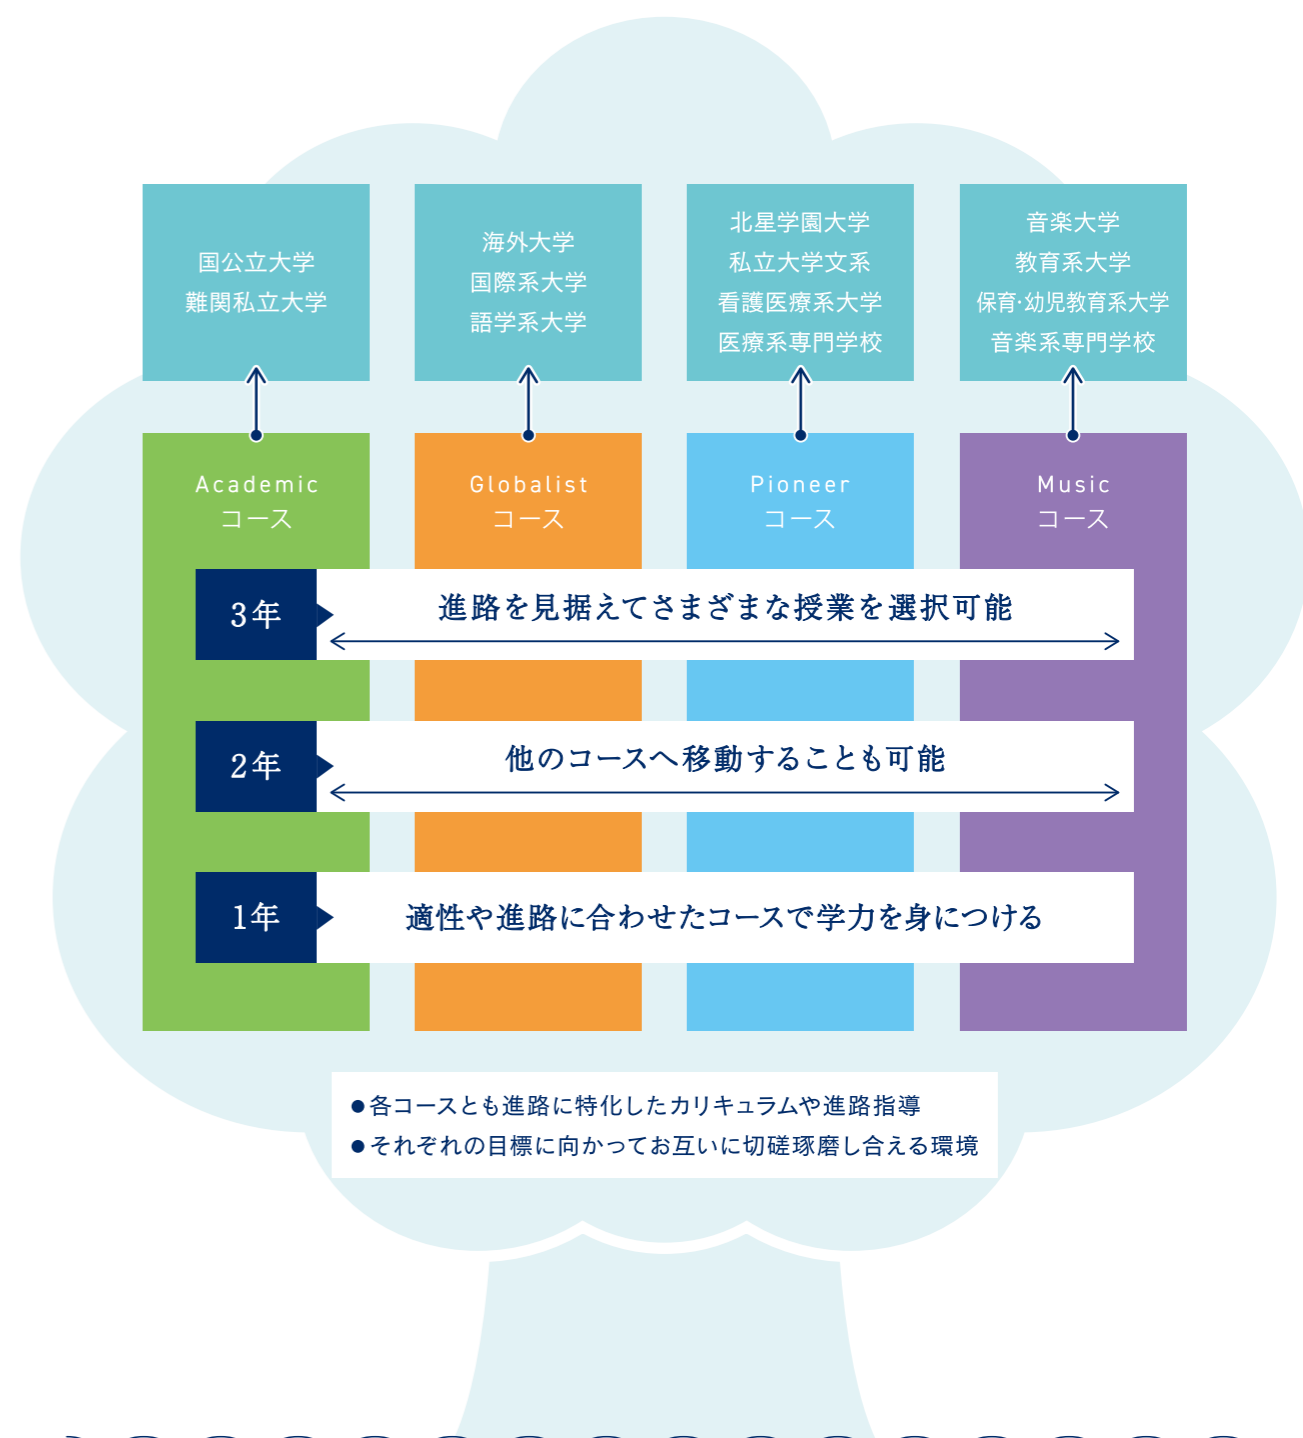 国公立大学
難関私立大学
海外大学
国際系大学
語学系大学
北星学園大学
私立大学文系
看護医療系大学
医療系専門学校
音楽大学
教育系大学
保育·幼児教育系大学
音楽系専門学校
Academic
コース
Globalist
コース
Pioneer
コース
Music
コース
3年
進路を見据えてさまざまな授業を選択可能
2年
他のコースへ移動することも可能
1年
適性や進路に合わせたコースで学力を身につける
●各コースとも進路に特化したカリキュラムや進路指導
●それぞれの目標に向かってお互いに切磋琢磨し合える環境